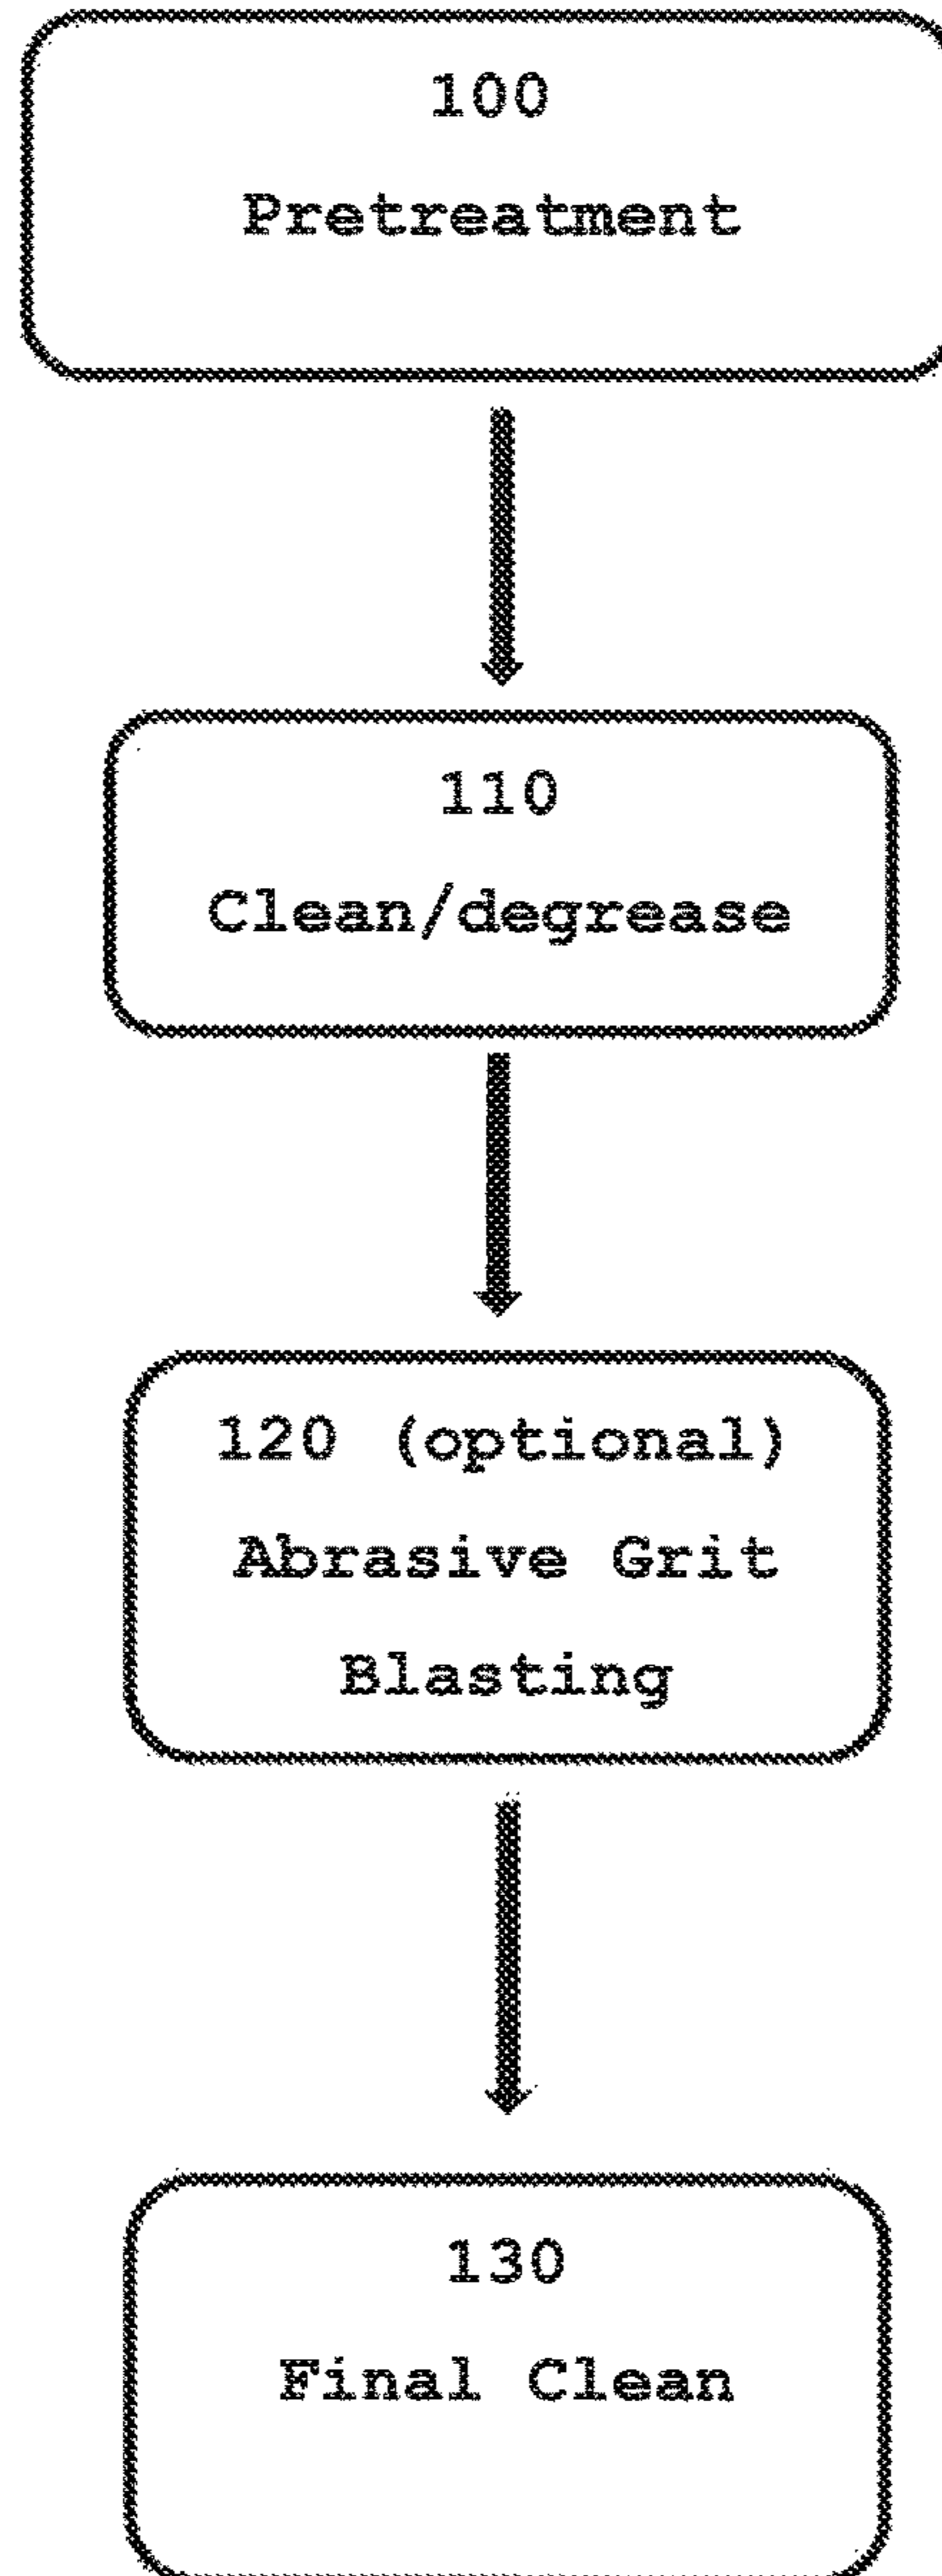 100
Pretreatment
110
Clean/degrease
120 (optional)
Abrasive Grit
Blasting
130
Final Clean